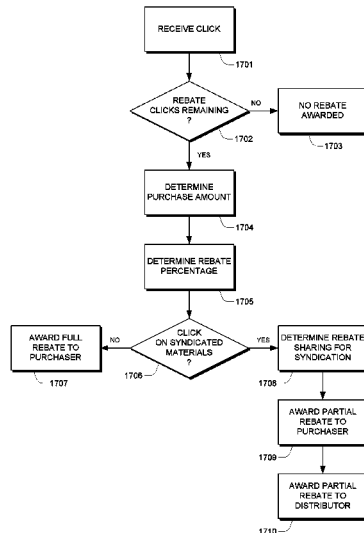 RECEIVE CLICK
1701
REBATE
CLICKS REMAINING
?
NO
1702
NO REBATE
AWARDED
1703
YES
DETERMINE
PURCHASE AMOUNT
1704
DETERMINE REBATE
PERCENTAGE
1705
CLICK
ON SYNDICATED
MATERIALS
?
1706
NO
AWARD FULL
REBATE TO
PURCHASER
1707
YES
DETERMINE REBATE
SHARING FOR
SYNDICATION
1708
AWARD PARTIAL
REBATE TO
PURCHASER
1709
AWARD PARTIAL
REBATE TO
DISTRIBUTOR
1710